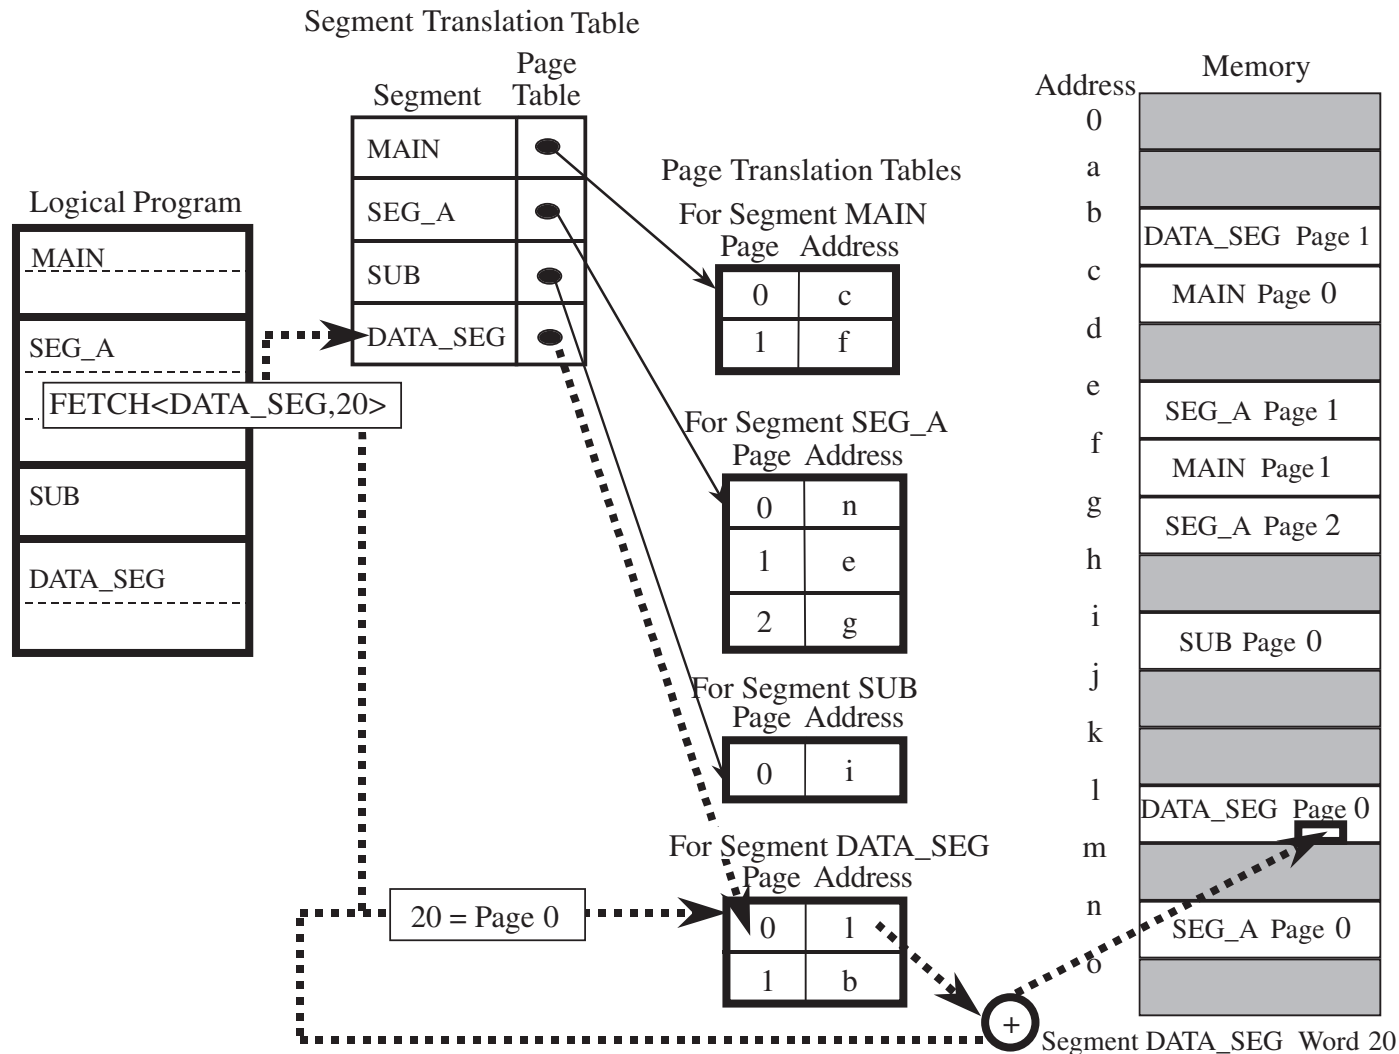 Segment Translation Table
Segment
Page
Table
MAIN
SEG_A
SUB
DATA_SEG
Logical Program
MAIN
SEG_A
FETCH<DATA_SEG,20>
SUB
DATA_SEG
20 = Page 0
Page Translation Tables
For Segment MAIN
Page Address
0 c
1 f
For Segment SEG_A
Page Address
0 n
1 e
2 g
For Segment SUB
Page Address
0 i
For Segment DATA_SEG
Page Address
0 l
1 b
+
Address
Memory
0
a
b
DATA_SEG Page 1
c
MAIN Page 0
d
e
SEG_A Page 1
f
MAIN Page 1
g
SEG_A Page 2
h
i
SUB Page 0
j
k
l
DATA_SEG Page 0
m
n
SEG_A Page 0
o
Segment DATA_SEG Word 20